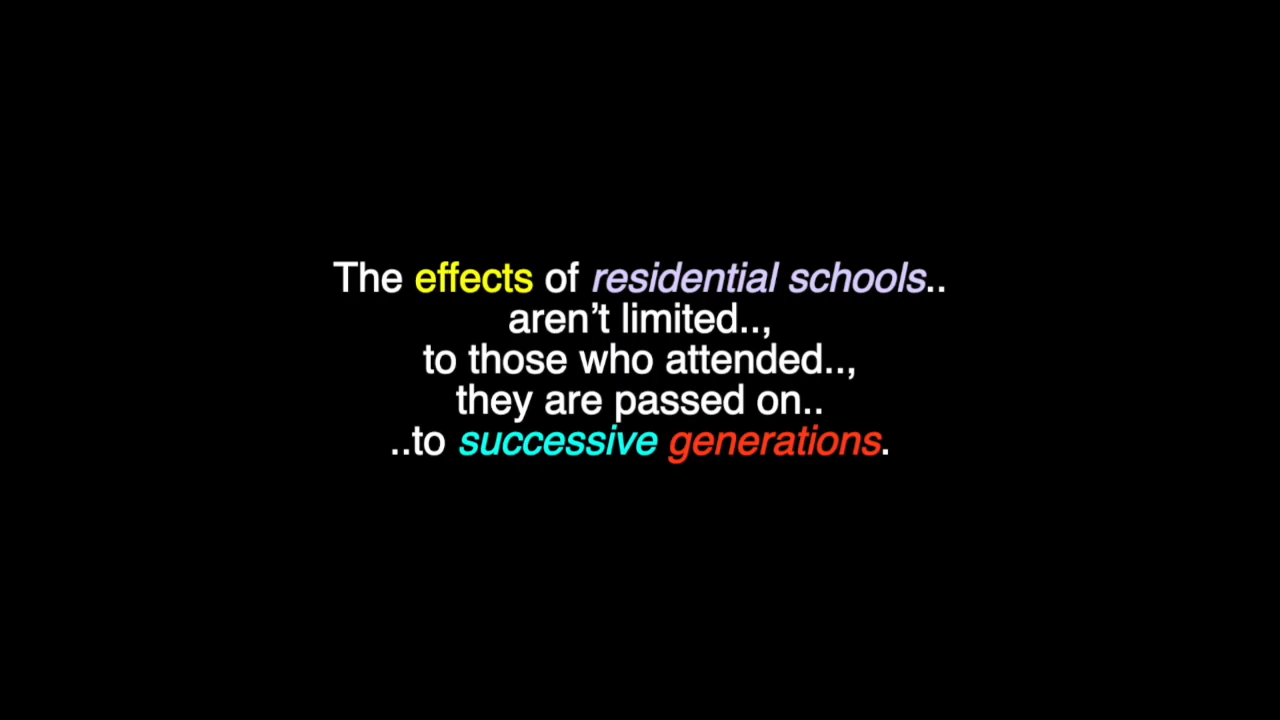 The effects of residential schools..
aren’t limited..,
to those who attended..,
they are passed on..
..to successive generations.